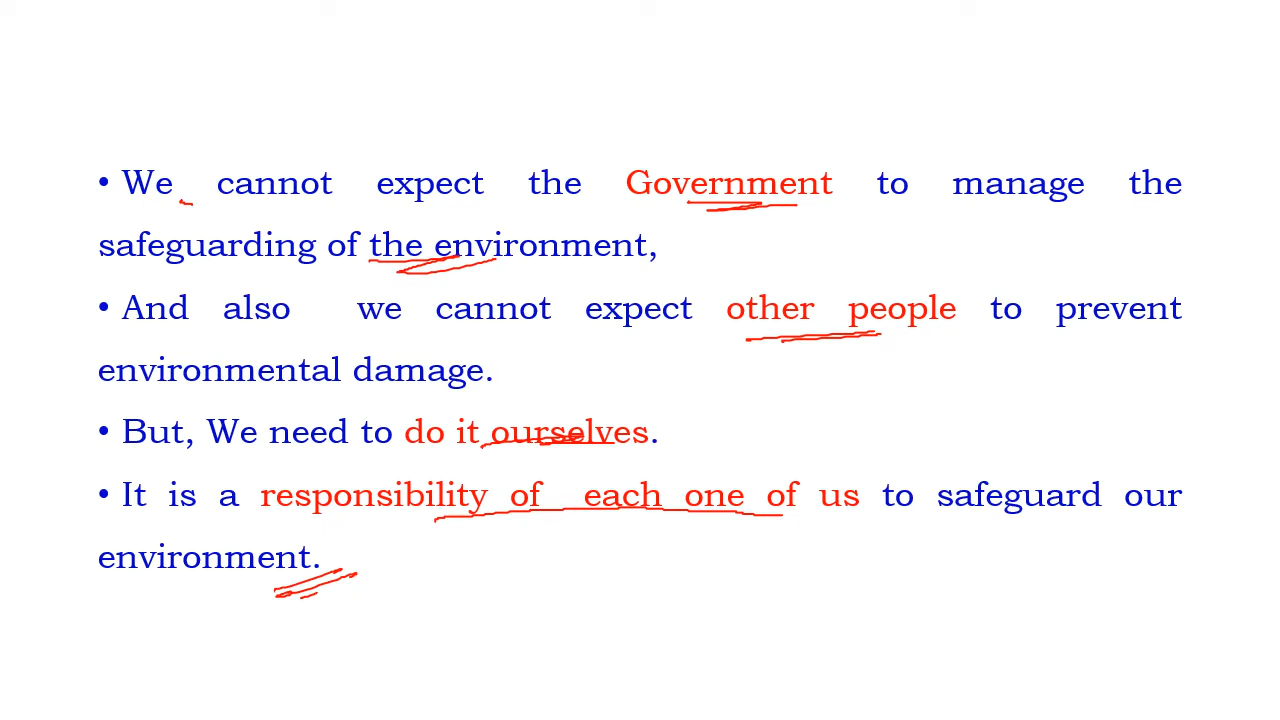 • We cannot expect the Government to manage the
safeguarding of the environment,
• And also we cannot expect other people to prevent
environmental damage.
• But, We need to do it ourselves.
• It is a responsibility of each one of us to safeguard our
environment.